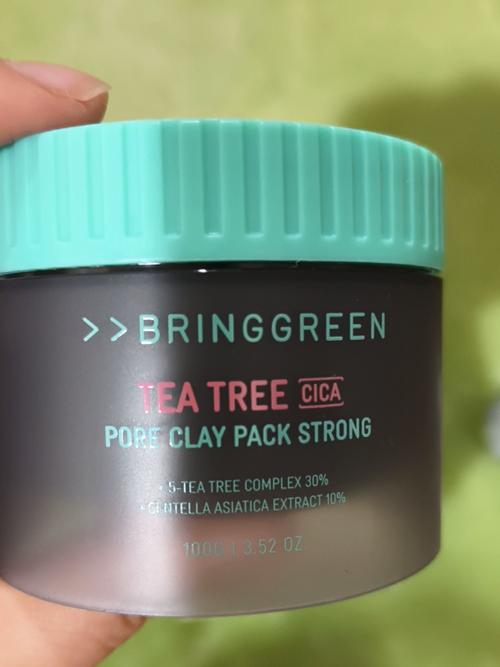 >>BRINGGREEN
TEA TREE CICA
PORE CLAY PACK STRONG
• 5-TEA TREE COMPLEX 30%
• CENTELLA ASIATICA EXTRACT 10%
100G | 3.52 OZ.